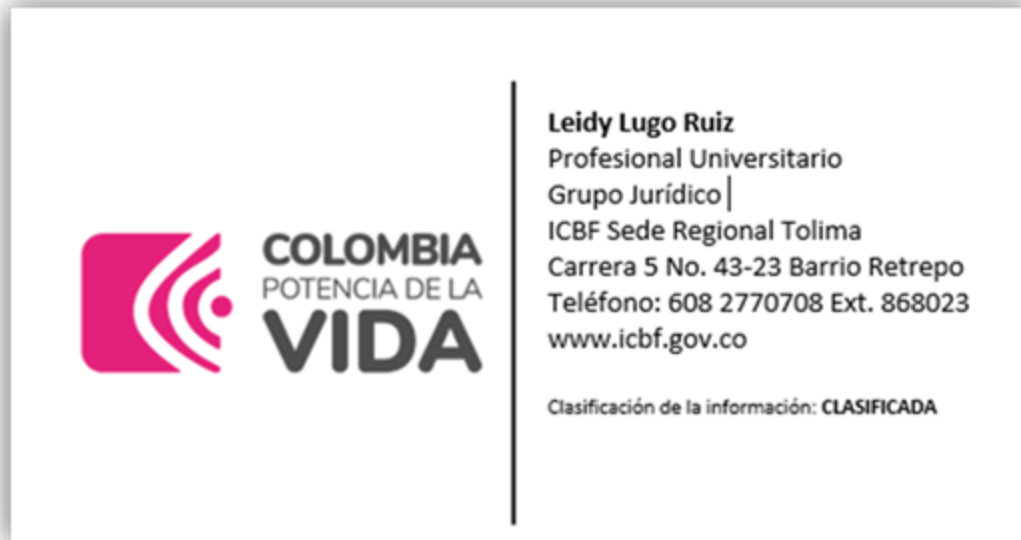 COLOMBIA
POTENCIA DE LA
VIDA
Leidy Lugo Ruiz
Profesional Universitario
Grupo Jurídico
ICBF Sede Regional Tolima
Carrera 5 No. 43-23 Barrio Retrepo
Teléfono: 608 2770708 Ext. 868023
www.icbf.gov.co
Clasificación de la información: CLASIFICADA